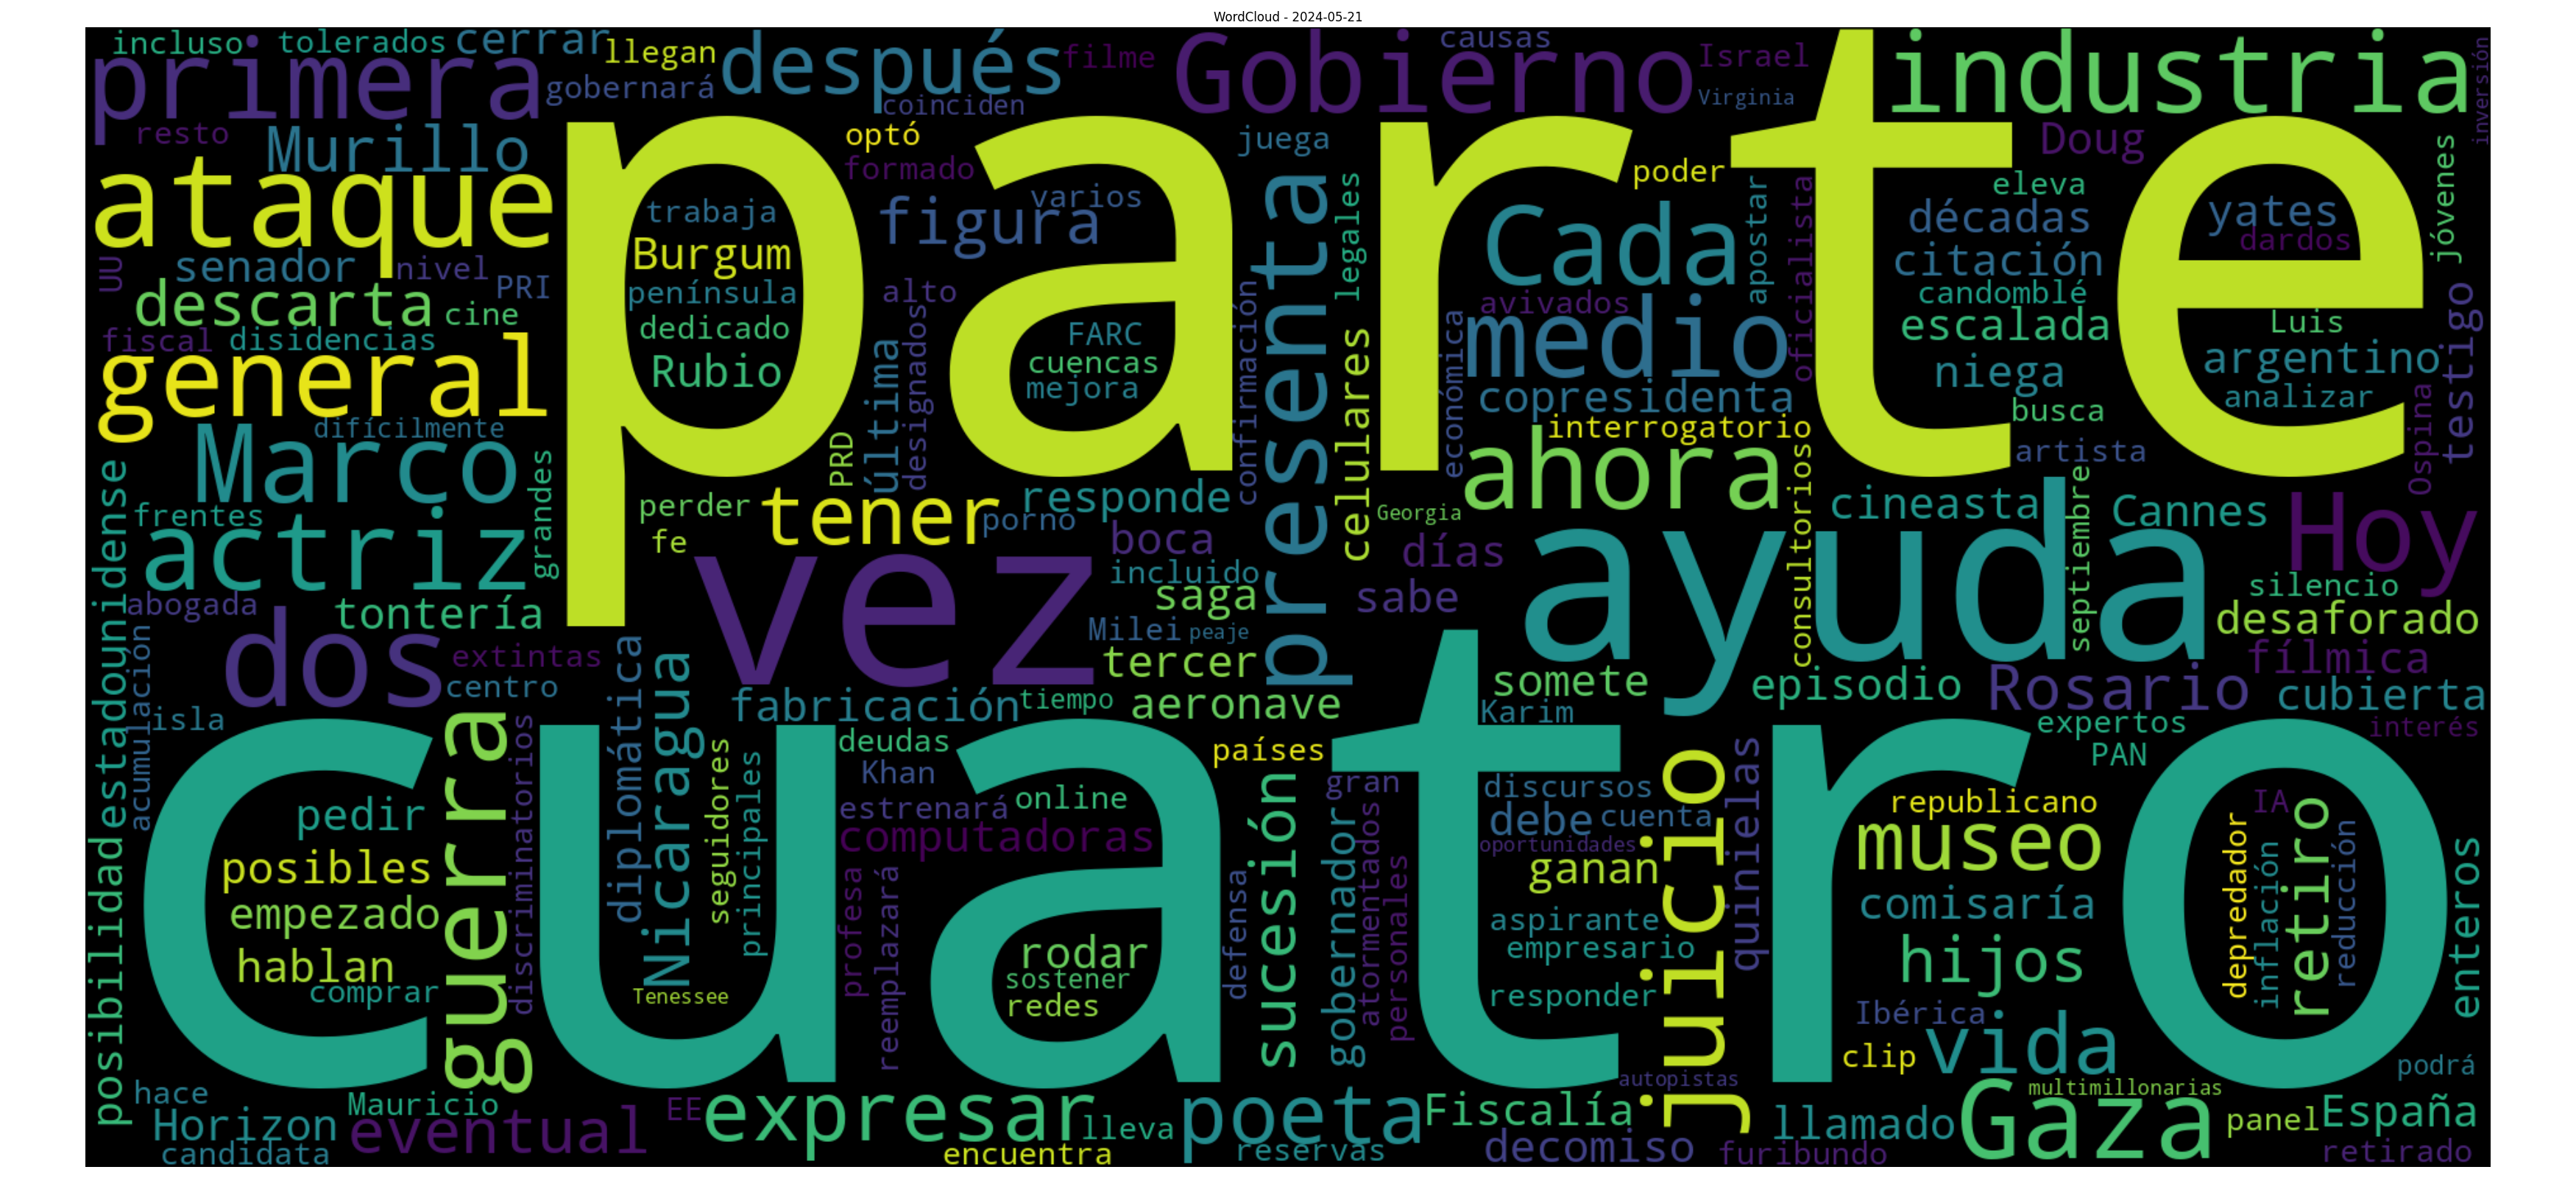 WordCloud - 2024-05-21
incluso
tolerados
cerrar
llegan
después
filme
Gobierno
causas
Israel
industria
inversión
primera
gobernará
coinciden
Virginia
resto
Murillo
optó
formado
juega
poder
Doug
jóvenes
parte
ataque
trabaja
figura
varios
presenta
legales
Cada
apostar
oficialista
eleva
décadas
yates
dardos
UU
senador
nivel
PRI
Burgum
península
alto
designados
confirmación
avivados
citación
candomblé
descarta
cine
dedicado
FARC
medio
escalada
Luis
testigo
fiscal
disidencias
Rubio
cuencas
mejora
última
celulares
económica
niega
argentino
general
copresidenta
busca
analizar
Ospina
difícilmente
PRD
interrogatorio
artista
Marco
grandes
perder
tener
responde
ahora
consultorios
septiembre
frentes
fe
porno
Georgia
cineasta
Cannes
Hoy
estadounidense
actriz
vez
boca
días
ayuda
incluido
silencio
abogada
tontería
saga
sabe
desaforado
acumulación
dos
Milei
peaje
extintas
tercer
fílmica
centro
diplomática
Nicaragua
fabricación
tiempo
aeronave
somete
episodio
Rosario
cubierta
isla
Karim
expertos
interés
cuatro
guerra
discriminatorios
seguidores
principales
deudas
países
juicio
quinielas
PAN
Khan
gran
discursos
pedir
estrenará
online
sucesión
gobernador
atormentados
debe
cuenta
republicano
IA
retiro
posibilidad
posibles
computadoras
personales
oportunidades
museo
depredador
inflación
reducción
enteros
empezado
profesa
reemplazará
defensa
ganan
comisaría
hablan
rodar
aspirante
empresario
hijos
comprar
Tenessee
sostener
redes
responder
Ibérica
vida
clip
podrá
hace
Mauricio
autopistas
multimillonarias
Horizon
eventual
EE
expresar
lleva
poeta
Fiscalía
llamado
Gaza
panel
España
candidata
encuentra
reservas
decomiso
furibundo
retirado